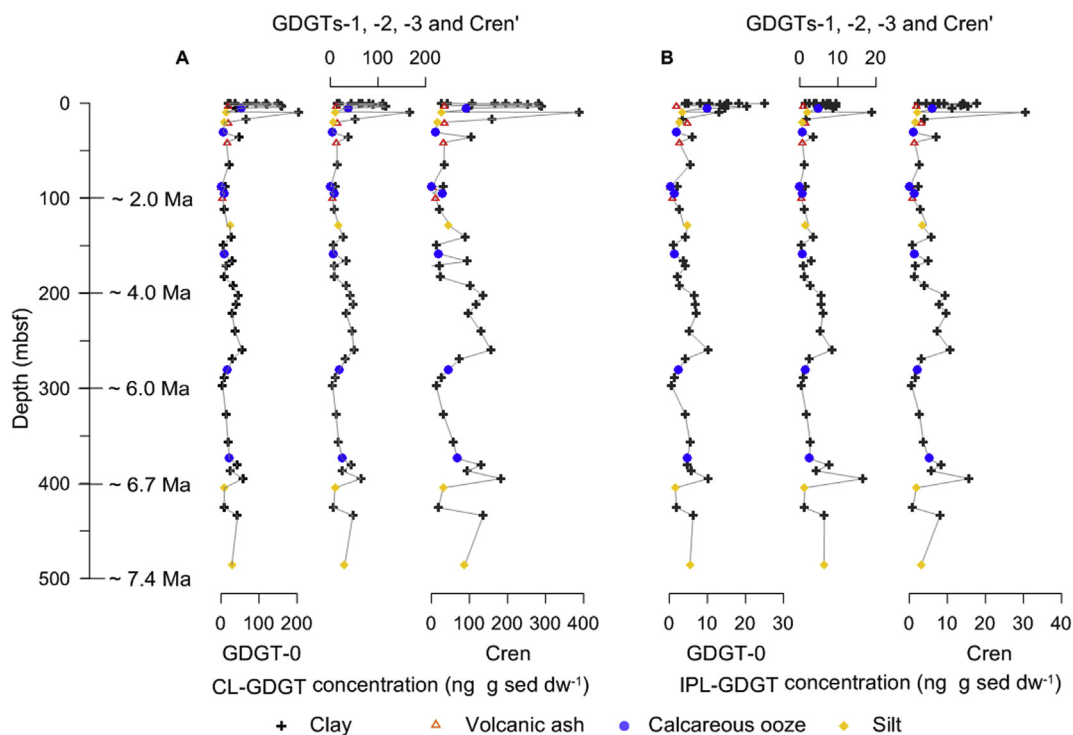 GDGTs-1, -2, -3 and Cren' GDGTs-1, -2, -3 and Cren'
A 0 100 200 B 0 10 20
0
100
~ 2.0 Ma
200
~ 4.0 Ma
300
~ 6.0 Ma
400
~ 6.7 Ma
500
~ 7.4 Ma
Depth (mbsf)
0 100 200 0 100 200 300 400 0 10 20 30 0 10 20 30 40
GDGT-0 Cren GDGT-0 Cren
CL-GDGT concentration (ng g sed dw⁻¹) IPL-GDGT concentration (ng g sed dw⁻¹)
Clay Volcanic ash Calcareous ooze Silt